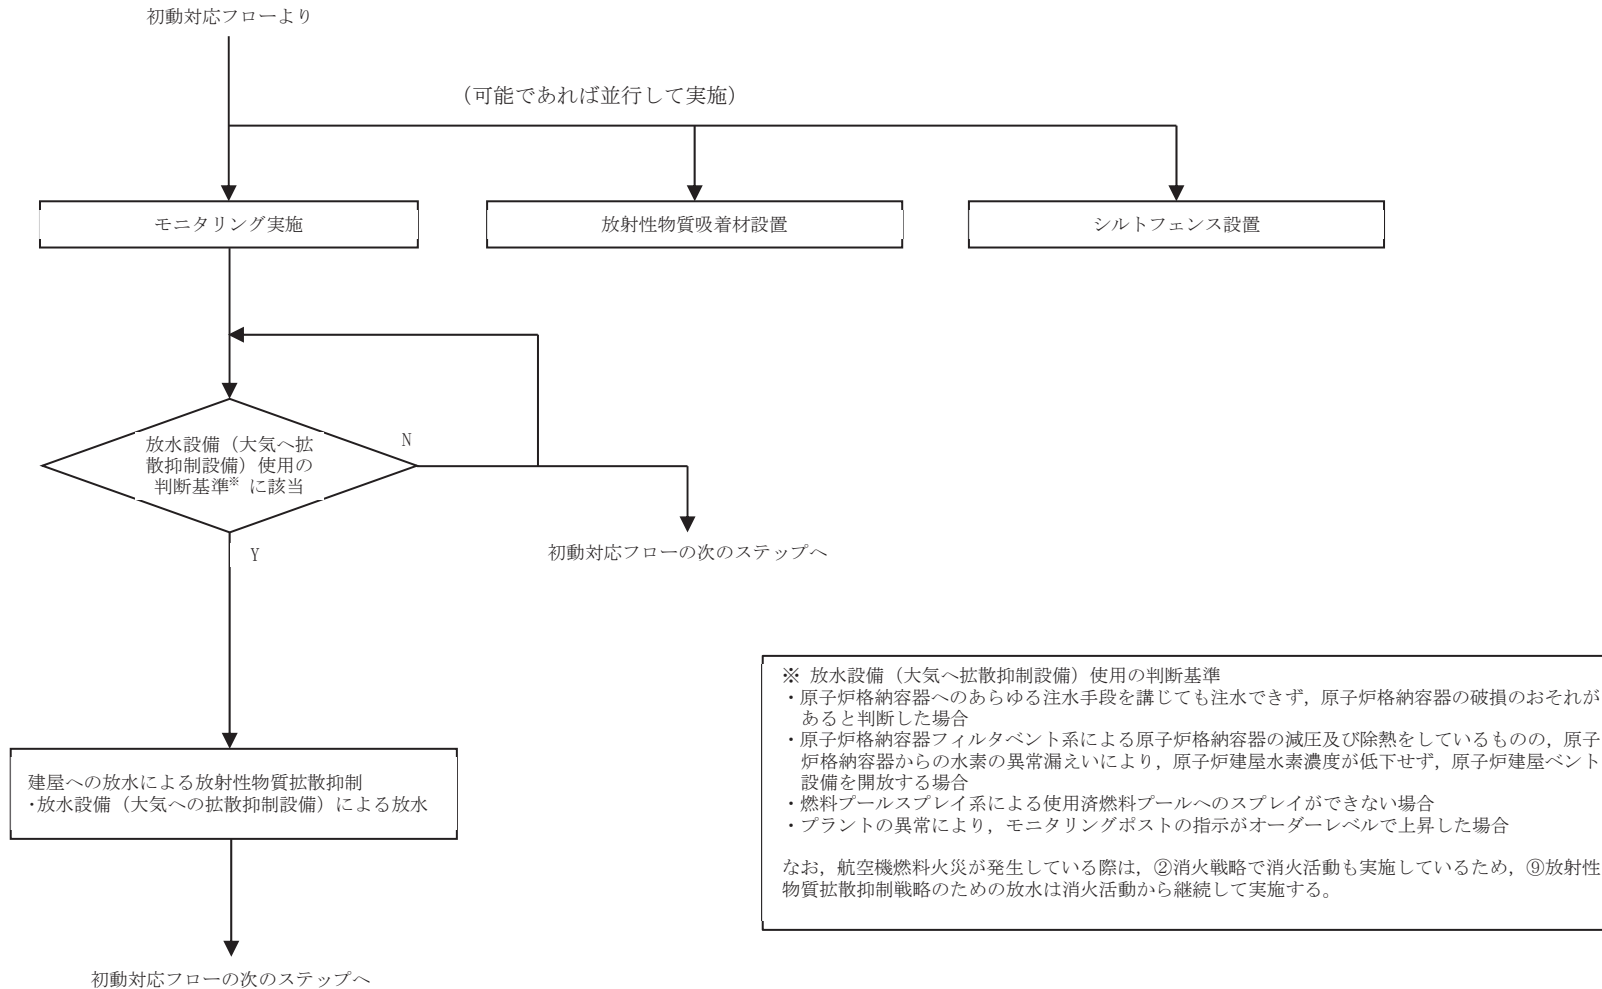 初動対応フローより
(可能であれば並行して実施)
モニタリング実施
放射性物質吸着材設置
シルトフェンス設置
放水設備（大気へ拡
散抑制設備）使用の
判断基準※ に該当
N
Y
初動対応フローの次のステップへ
※ 放水設備（大気へ拡散抑制設備）使用の判断基準
・原子炉格納容器へのあらゆる注水手段を講じても注水できず，原子炉格納容器の破損のおそれが
あると判断した場合
・原子炉格納容器フィルタベント系による原子炉格納容器の減圧及び除熱をしているものの，原子
炉格納容器からの水素の異常漏えいにより，原子炉建屋水素濃度が低下せず，原子炉建屋ベント
設備を開放する場合
・燃料プールスプレイ系による使用済燃料プールへのスプレイができない場合
・プラントの異常により，モニタリングポストの指示がオーダーレベルで上昇した場合
なお，航空機燃料火災が発生している際は，②消火戦略で消火活動も実施しているため，⑨放射性
物質拡散抑制戦略のための放水は消火活動から継続して実施する。
建屋への放水による放射性物質拡散抑制
・放水設備（大気への拡散抑制設備）による放水
初動対応フローの次のステップへ